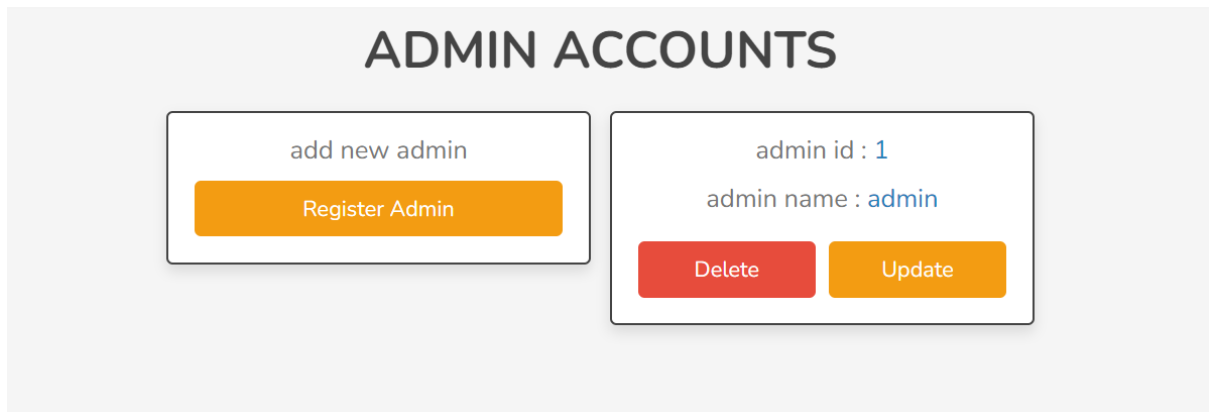 ADMIN ACCOUNTS
add new admin
Register Admin
admin id : 1
admin name : admin
Delete
Update